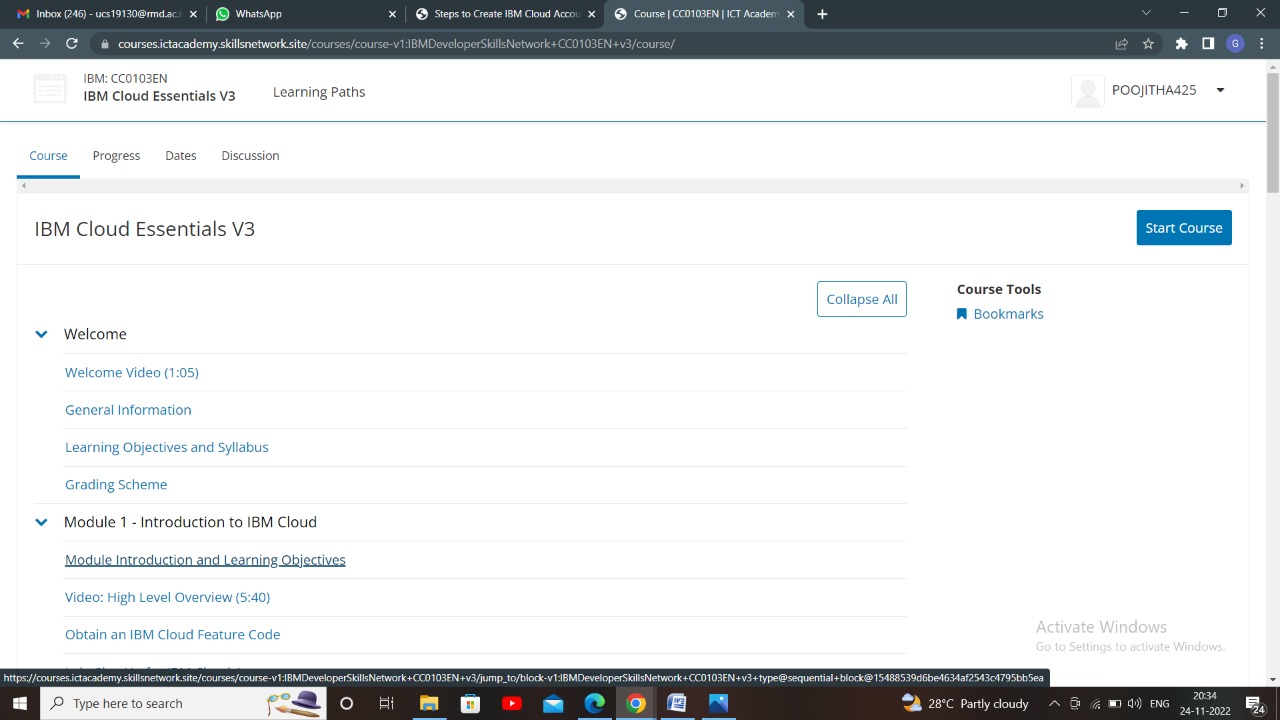 Inbox (246) - ucs19130@rmd.ac.i
WhatsApp
Steps to Create IBM Cloud Accou
Course | CC0103EN | ICT Academ
courses.ictacademy.skillsnetwork.site/courses/course-v1:IBMDeveloperSkillsNetwork+CC0103EN+v3/course/
G
IBM: CC0103EN
IBM Cloud Essentials V3
Learning Paths
POOJITHA425
Course
Progress
Dates
Discussion
IBM Cloud Essentials V3
Start Course
Collapse All
Course Tools
Bookmarks
Welcome
Welcome Video (1:05)
General Information
Learning Objectives and Syllabus
Grading Scheme
Module 1 - Introduction to IBM Cloud
Module Introduction and Learning Objectives
Video: High Level Overview (5:40)
Obtain an IBM Cloud Feature Code
Activate Windows
Go to Settings to activate Windows.
https://courses.ictacademy.skillsnetwork.site/courses/course-v1:IBMDeveloperSkillsNetwork+CC0103EN+v3/jump_to/block-v1:IBMDeveloperSkillsNetwork+CC0103EN+v3+type@sequential+block@15488539d6be4634af2543c4795bb5ea
Type here to search
28°C Partly cloudy
ENG
20:34
24-11-2022
24